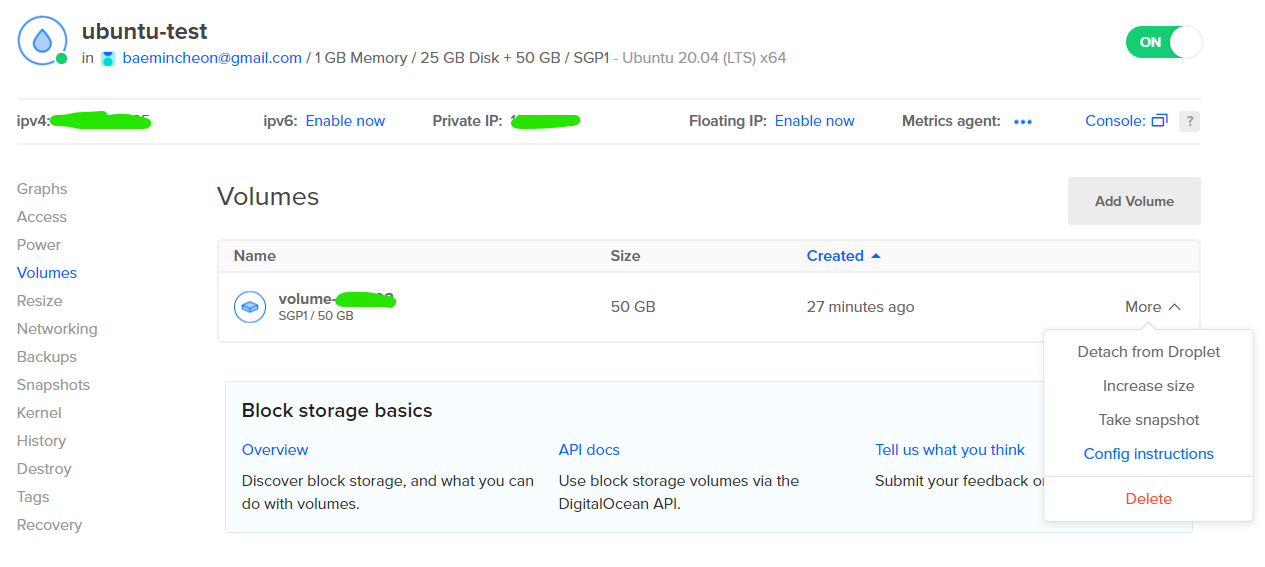 ubuntu-test
in baemincheon@gmail.com / 1 GB Memory / 25 GB Disk + 50 GB / SGP1 - Ubuntu 20.04 (LTS) x64
ON
ipv4: ipv6: Enable now Private IP: Floating IP: Enable now Metrics agent: ••• Console: ?
Graphs
Access
Power
Volumes
Resize
Networking
Backups
Snapshots
Kernel
History
Destroy
Tags
Recovery
Volumes
Add Volume
Name Size Created
volume-
SGP1 / 50 GB
50 GB 27 minutes ago More
Detach from Droplet
Increase size
Take snapshot
Config instructions
Delete
Block storage basics
Overview
Discover block storage, and what you can
do with volumes.
API docs
Use block storage volumes via the
DigitalOcean API.
Tell us what you think
Submit your feedback